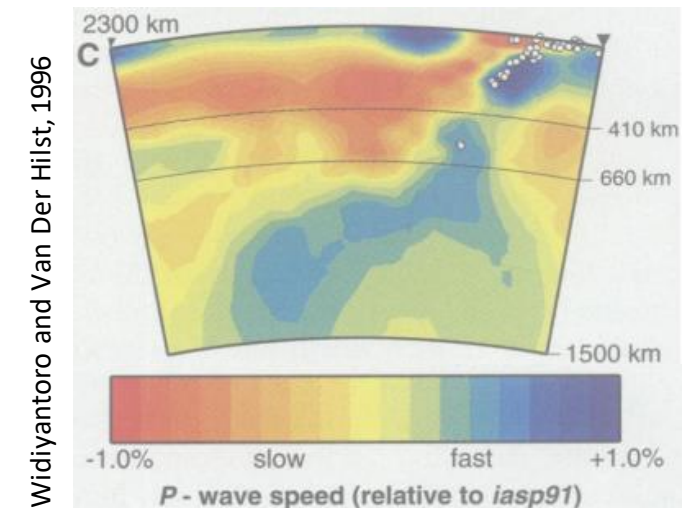 Widiyantoro and Van Der Hilst, 1996
2300 km
C
410 km
660 km
1500 km
-1.0%
slow
fast
+1.0%
P - wave speed (relative to iasp91)